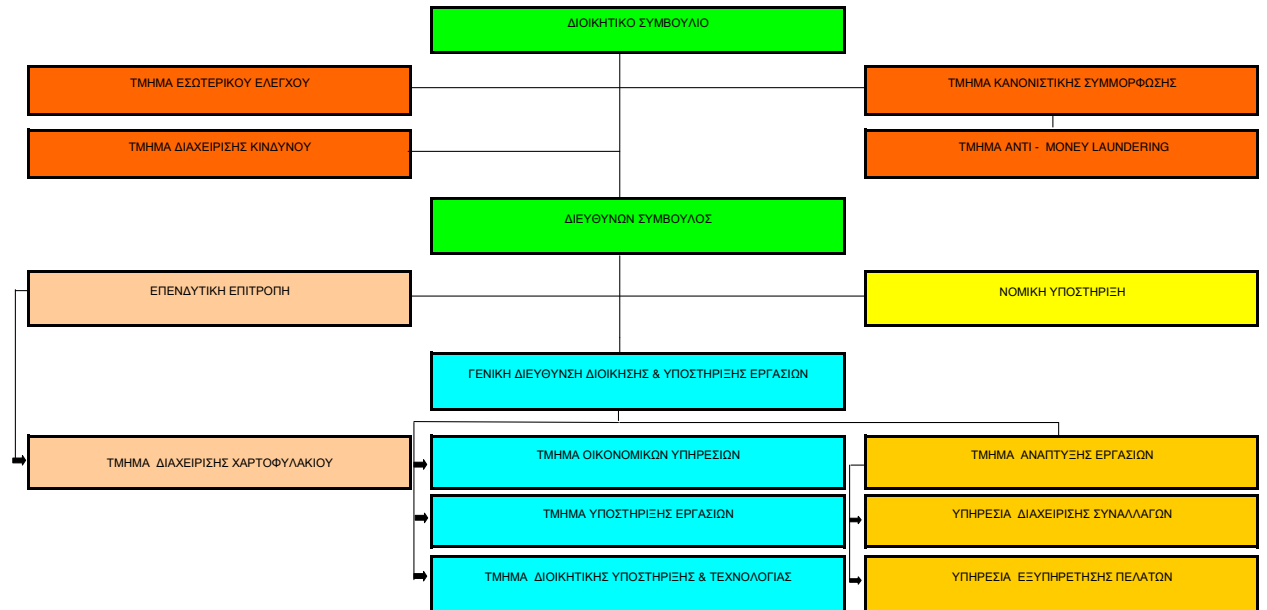 ΔΙΟΙΚΗΤΙΚΟ ΣΥΜΒΟΥΛΙΟ
ΤΜΗΜΑ ΕΣΩΤΕΡΙΚΟΥ ΕΛΕΓΧΟΥ
ΤΜΗΜΑ ΚΑΝΟΝΙΣΤΙΚΗΣ ΣΥΜΜΟΡΦΩΣΗΣ
ΤΜΗΜΑ ΔΙΑΧΕΙΡΙΣΗΣ ΚΙΝΔΥΝΟΥ
ΤΜΗΜΑ ANTI - MONEY LAUNDERING
ΔΙΕΥΘΥΝΩΝ ΣΥΜΒΟΥΛΟΣ
ΕΠΕΝΔΥΤΙΚΗ ΕΠΙΤΡΟΠΗ
ΝΟΜΙΚΗ ΥΠΟΣΤΗΡΙΞΗ
ΓΕΝΙΚΗ ΔΙΕΥΘΥΝΣΗ ΔΙΟΙΚΗΣΗΣ & ΥΠΟΣΤΗΡΙΞΗΣ ΕΡΓΑΣΙΩΝ
ΤΜΗΜΑ ΔΙΑΧΕΙΡΙΣΗΣ ΧΑΡΤΟΦΥΛΑΚΙΟΥ
ΤΜΗΜΑ ΟΙΚΟΝΟΜΙΚΩΝ ΥΠΗΡΕΣΙΩΝ
ΤΜΗΜΑ ΑΝΑΠΤΥΞΗΣ ΕΡΓΑΣΙΩΝ
ΤΜΗΜΑ ΥΠΟΣΤΗΡΙΞΗΣ ΕΡΓΑΣΙΩΝ
ΥΠΗΡΕΣΙΑ ΔΙΑΧΕΙΡΙΣΗΣ ΣΥΝΑΛΛΑΓΩΝ
ΤΜΗΜΑ ΔΙΟΙΚΗΤΙΚΗΣ ΥΠΟΣΤΗΡΙΞΗΣ & ΤΕΧΝΟΛΟΓΙΑΣ
ΥΠΗΡΕΣΙΑ ΕΞΥΠΗΡΕΤΗΣΗΣ ΠΕΛΑΤΩΝ